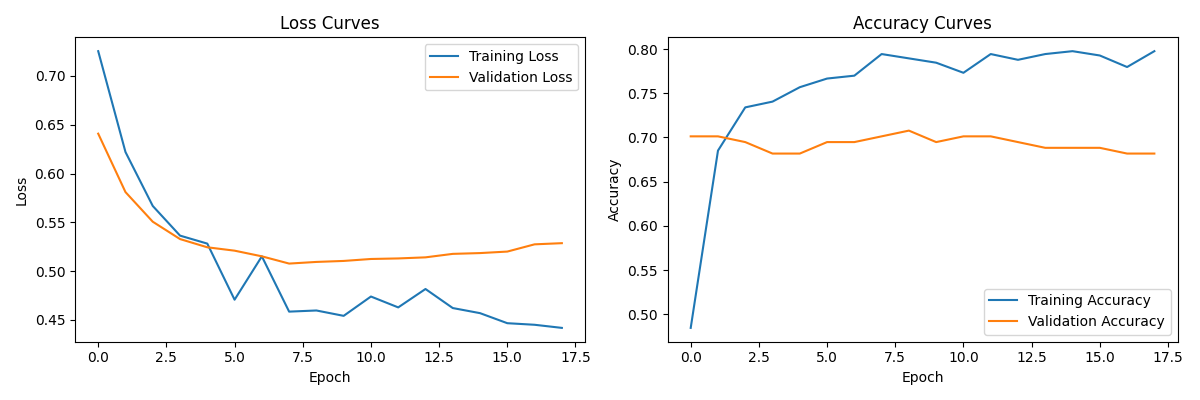 Loss Curves
Training Loss
Validation Loss
0.70
0.65
0.60
0.55
0.50
0.45
Loss
0.0 2.5 5.0 7.5 10.0 12.5 15.0 17.5
Epoch
Accuracy Curves
0.80
0.75
0.70
0.65
0.60
0.55
0.50
Accuracy
Training Accuracy
Validation Accuracy
0.0 2.5 5.0 7.5 10.0 12.5 15.0 17.5
Epoch